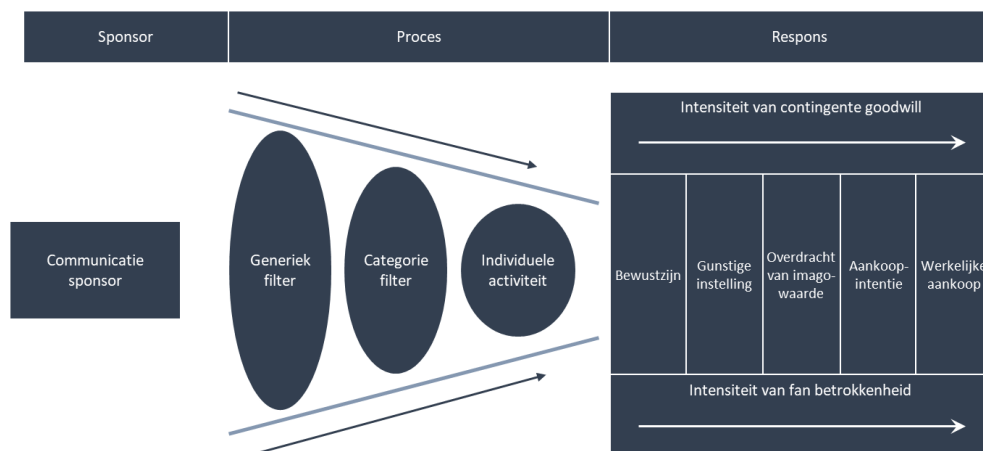 Sponsor
Proces
Respons
Communicatie
sponsor
Generiek
filter
Categorie
filter
Individuele
activiteit
Intensiteit van contingente goodwill
Bewustzijn
Gunstige
instelling
Overdracht
van imago-
waarde
Aankoop-
intentie
Werkelijke
aankoop
Intensiteit van fan betrokkenheid